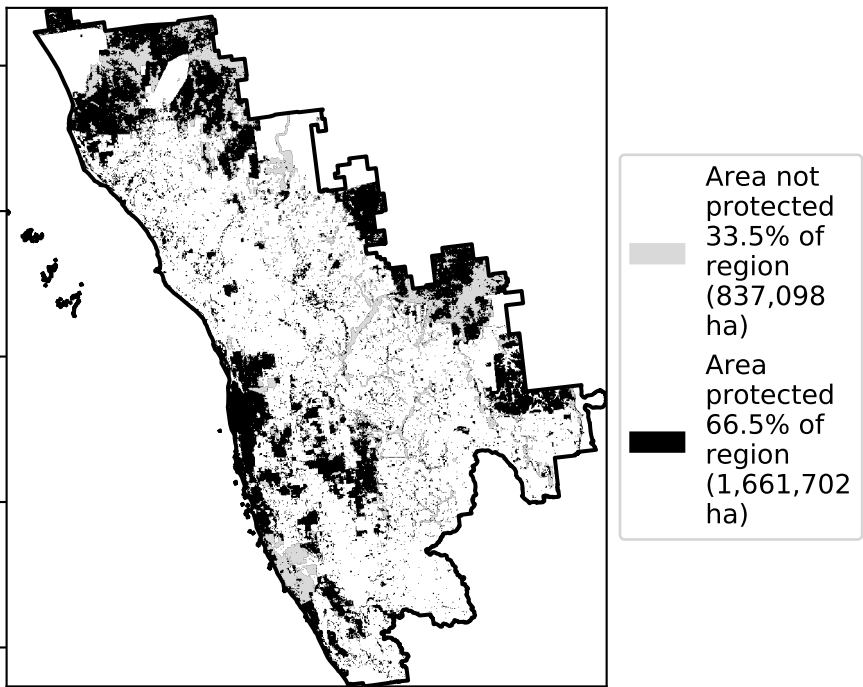 Area not
protected
33.5% of
region
(837,098
ha)
Area
protected
66.5% of
region
(1,661,702
ha)